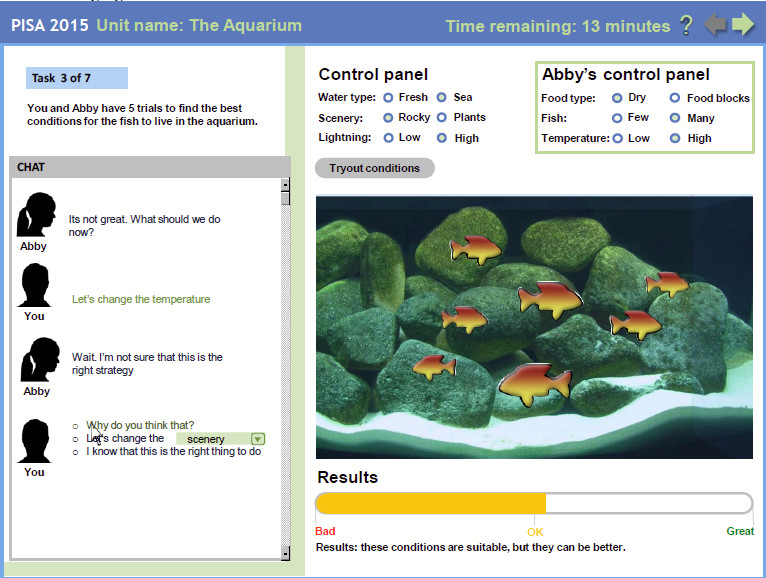 PISA 2015 Unit name: The Aquarium
Time remaining: 13 minutes ?
Task 3 of 7
You and Abby have 5 trials to find the best
conditions for the fish to live in the aquarium.
CHAT
Its not great. What should we do
now?
Abby
Let's change the temperature
You
Wait. I'm not sure that this is the
right strategy
Abby
Why do you think that?
Let's change the scenery
I know that this is the right thing to do
You
Control panel
Water type: Fresh Sea
Scenery: Rocky Plants
Lightning: Low High
Tryout conditions
Abby's control panel
Food type: Dry Food blocks
Fish: Few Many
Temperature: Low High
Results
Bad OK Great
Results: these conditions are suitable, but they can be better.